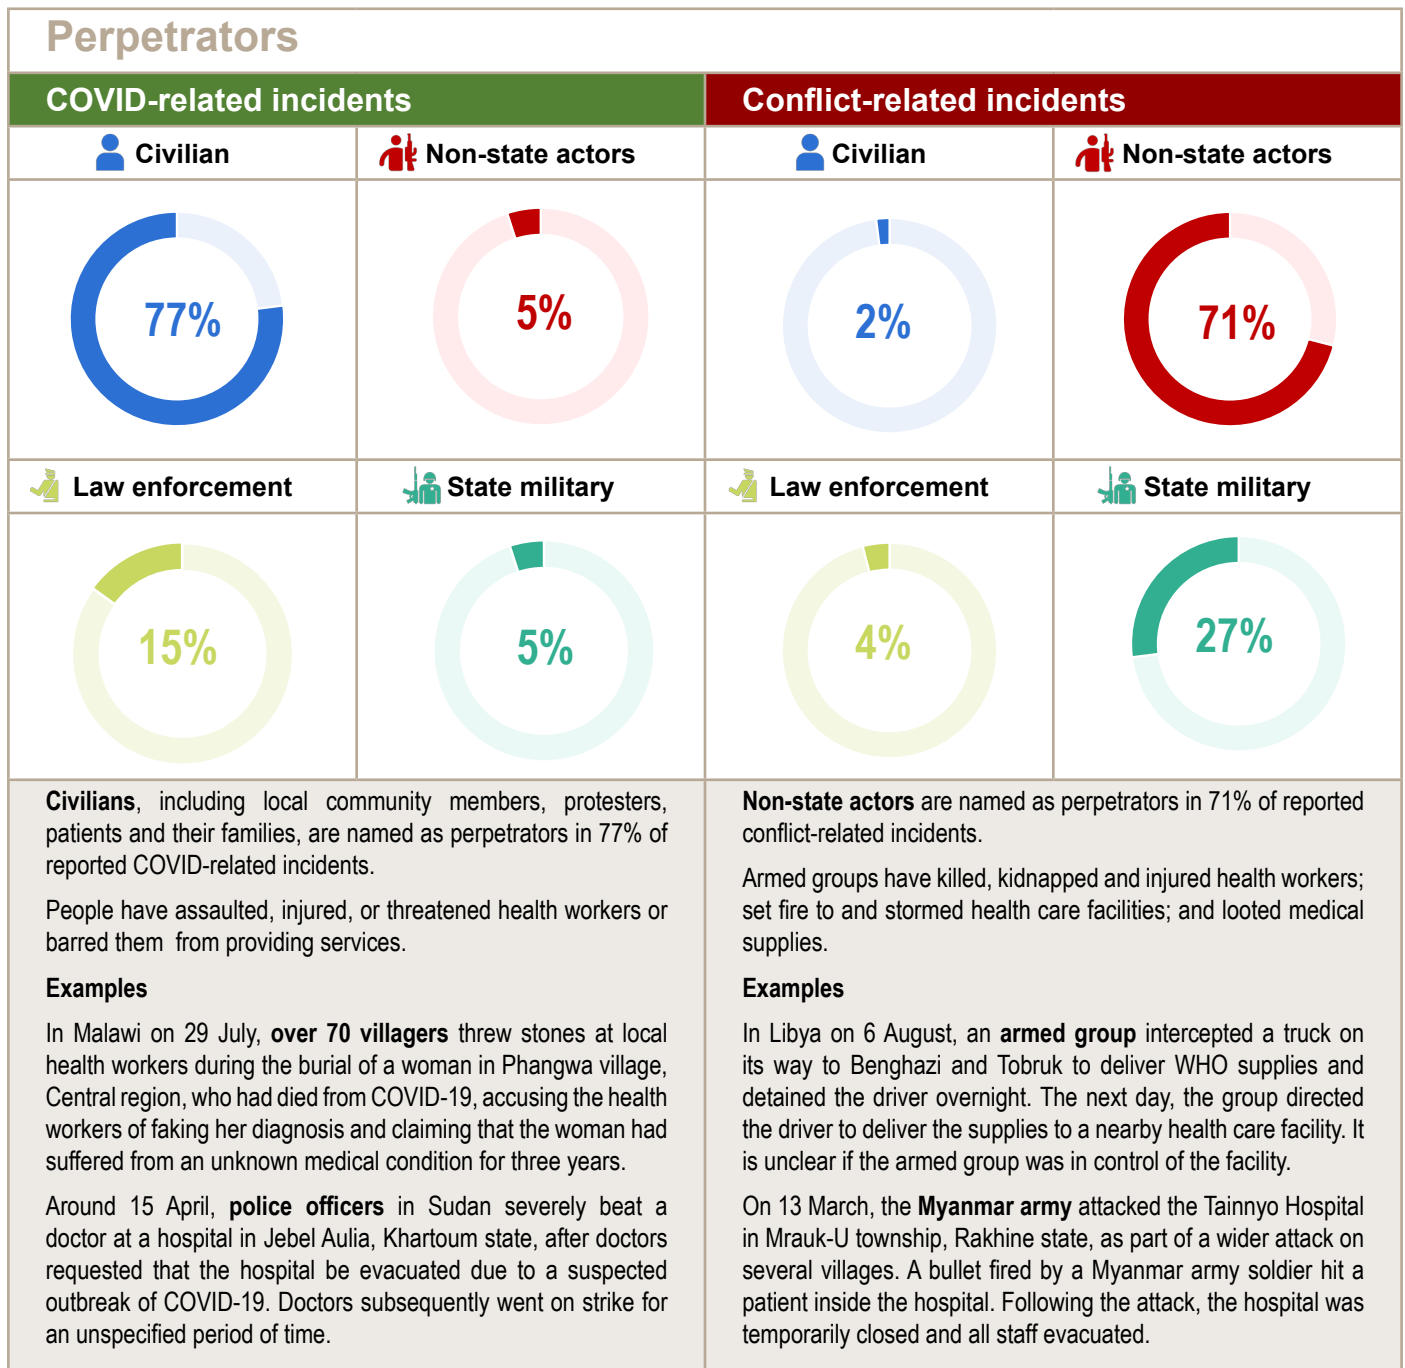 Perpetrators
COVID-related incidents
Conflict-related incidents
Civilian
Non-state actors
Civilian
Non-state actors
77%
5%
2%
71%
Law enforcement
State military
Law enforcement
State military
15%
5%
4%
27%
Civilians, including local community members, protesters,
patients and their families, are named as perpetrators in 77% of
reported COVID-related incidents.
People have assaulted, injured, or threatened health workers or
barred them from providing services.
Examples
In Malawi on 29 July, over 70 villagers threw stones at local
health workers during the burial of a woman in Phangwa village,
Central region, who had died from COVID-19, accusing the health
workers of faking her diagnosis and claiming that the woman had
suffered from an unknown medical condition for three years.
Around 15 April, police officers in Sudan severely beat a
doctor at a hospital in Jebel Aulia, Khartoum state, after doctors
requested that the hospital be evacuated due to a suspected
outbreak of COVID-19. Doctors subsequently went on strike for
an unspecified period of time.
Non-state actors are named as perpetrators in 71% of reported
conflict-related incidents.
Armed groups have killed, kidnapped and injured health workers;
set fire to and stormed health care facilities; and looted medical
supplies.
Examples
In Libya on 6 August, an armed group intercepted a truck on
its way to Benghazi and Tobruk to deliver WHO supplies and
detained the driver overnight. The next day, the group directed
the driver to deliver the supplies to a nearby health care facility. It
is unclear if the armed group was in control of the facility.
On 13 March, the Myanmar army attacked the Tainnyo Hospital
in Mrauk-U township, Rakhine state, as part of a wider attack on
several villages. A bullet fired by a Myanmar army soldier hit a
patient inside the hospital. Following the attack, the hospital was
temporarily closed and all staff evacuated.